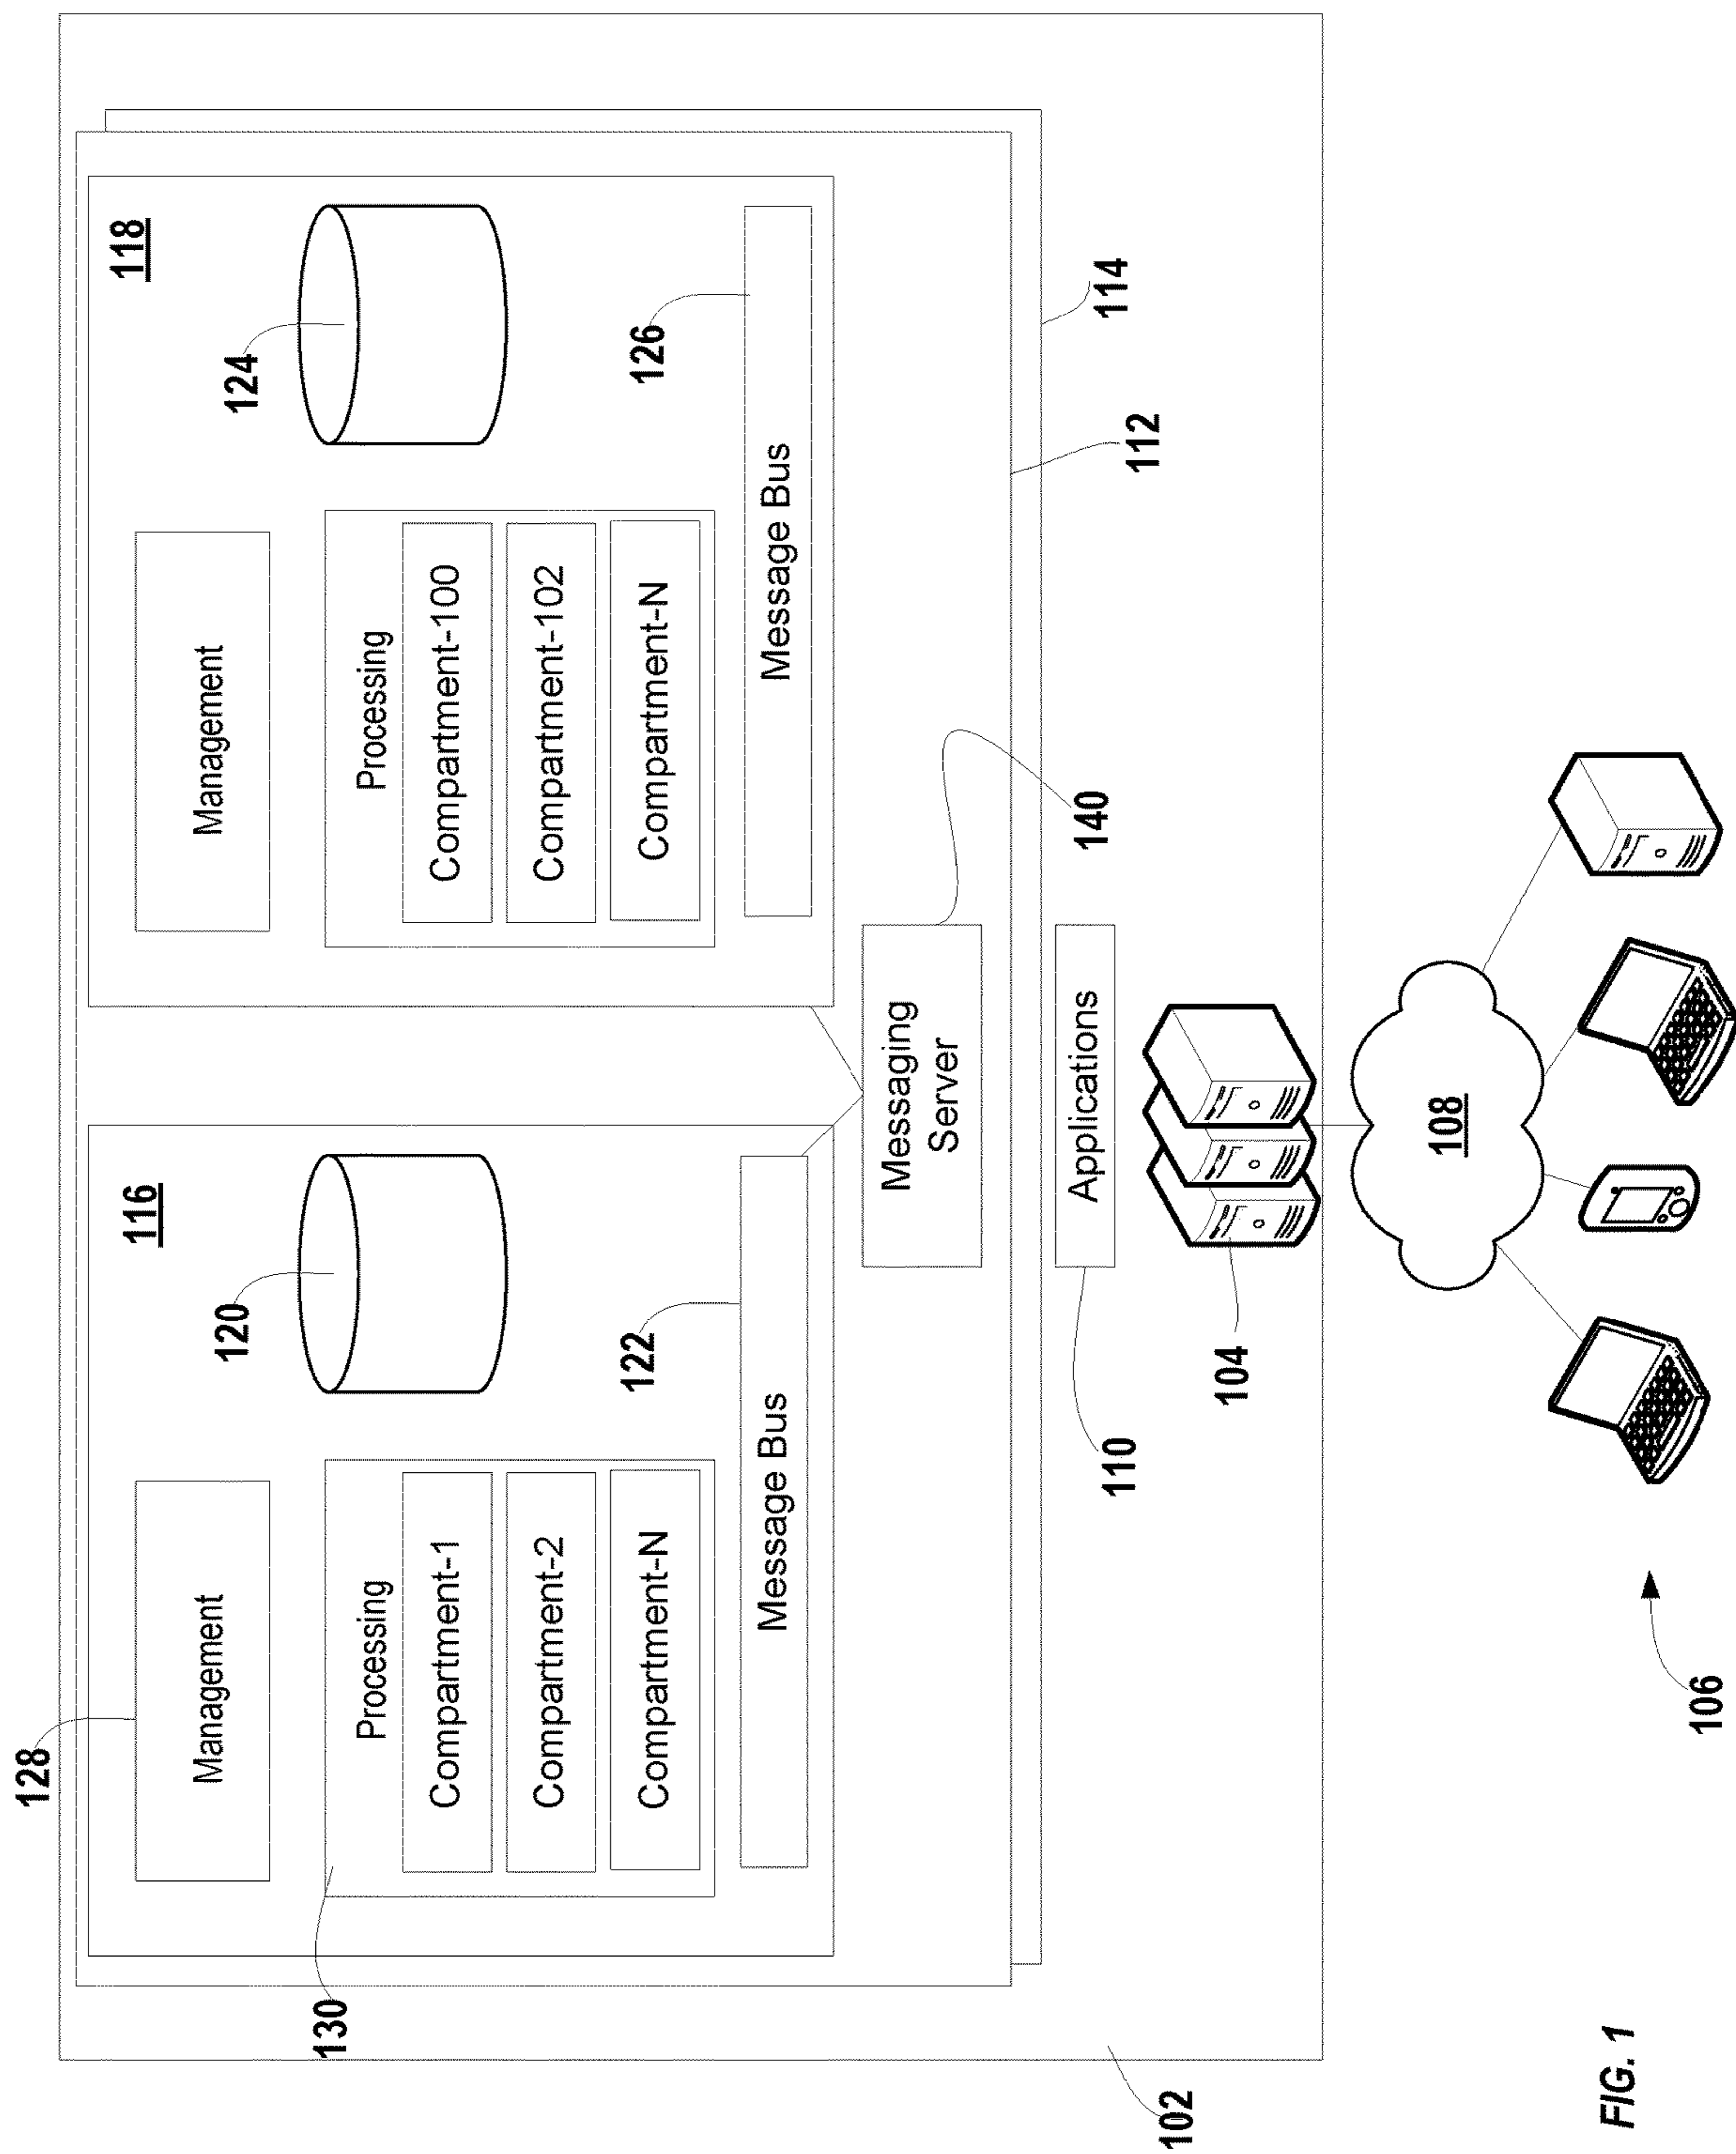 128
116
Management
120
130
Processing
Compartment-1
Compartment-2
Compartment-N
122
Message Bus
118
Management
124
Processing
Compartment-100
Compartment-102
Compartment-N
126
Message Bus
Messaging
Server
140
112
114
Applications
110
102
104
108
106
FIG. 1